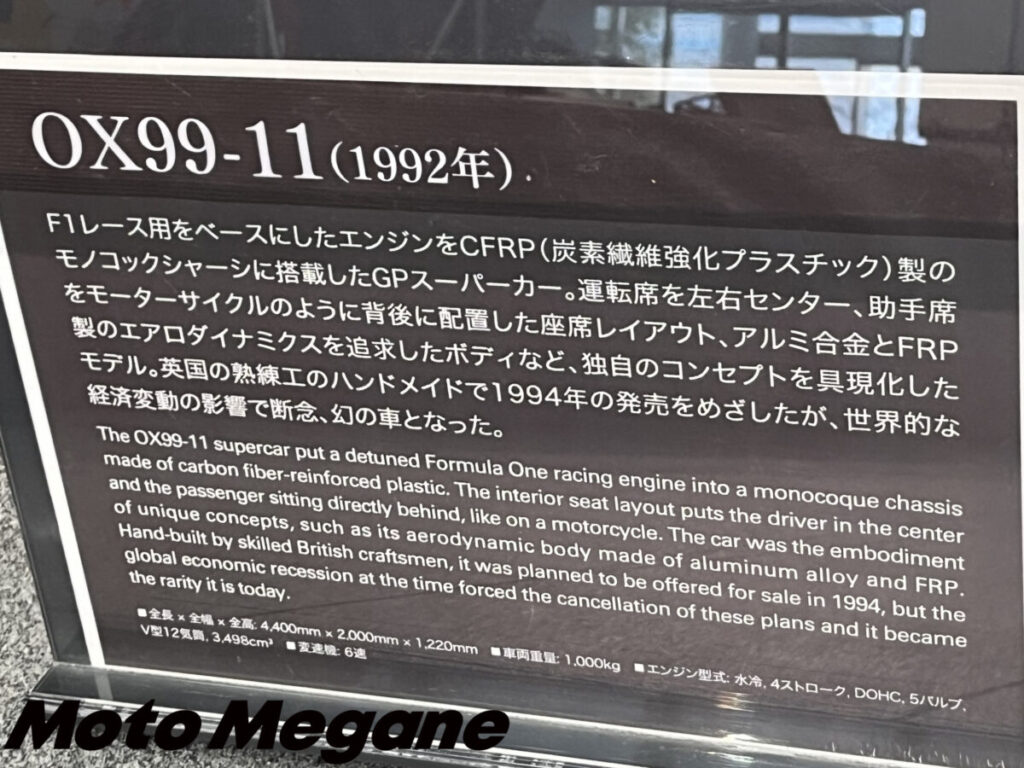 OX99-11(1992年)
F1レース用をベースにしたエンジンをCFRP(炭素繊維強化プラスチック)製の
モノコックシャーシに搭載したGPスーパーカー。運転席を左右センター、助手席
をモーターサイクルのように背後に配置した座席レイアウト、アルミ合金とFRP
製のエアロダイナミクスを追求したボディなど、独自のコンセプトを具現化した
モデル。英国の熟練工のハンドメイドで1994年の発売をめざしたが、世界的な
経済変動の影響で断念、幻の車となった。
The OX99-11 supercar put a detuned Formula One racing engine into a monocoque chassis
made of carbon fiber-reinforced plastic. The interior seat layout puts the driver in the center
and the passenger sitting directly behind, like on a motorcycle. The car was the embodiment
of unique concepts, such as its aerodynamic body made of aluminum alloy and FRP.
Hand-built by skilled British craftsmen, it was planned to be offered for sale in 1994, but the
global economic recession at the time forced the cancellation of these plans and it became
the rarity it is today.
■全長×全幅×全高: 4,400mm×2,000mm×1,220mm ■車両重量: 1,000kg ■エンジン型式: 水冷, 4ストローク, DOHC, 5バルブ,
V型12気筒, 3,498cm³ ■変速機: 6速
Moto Megane